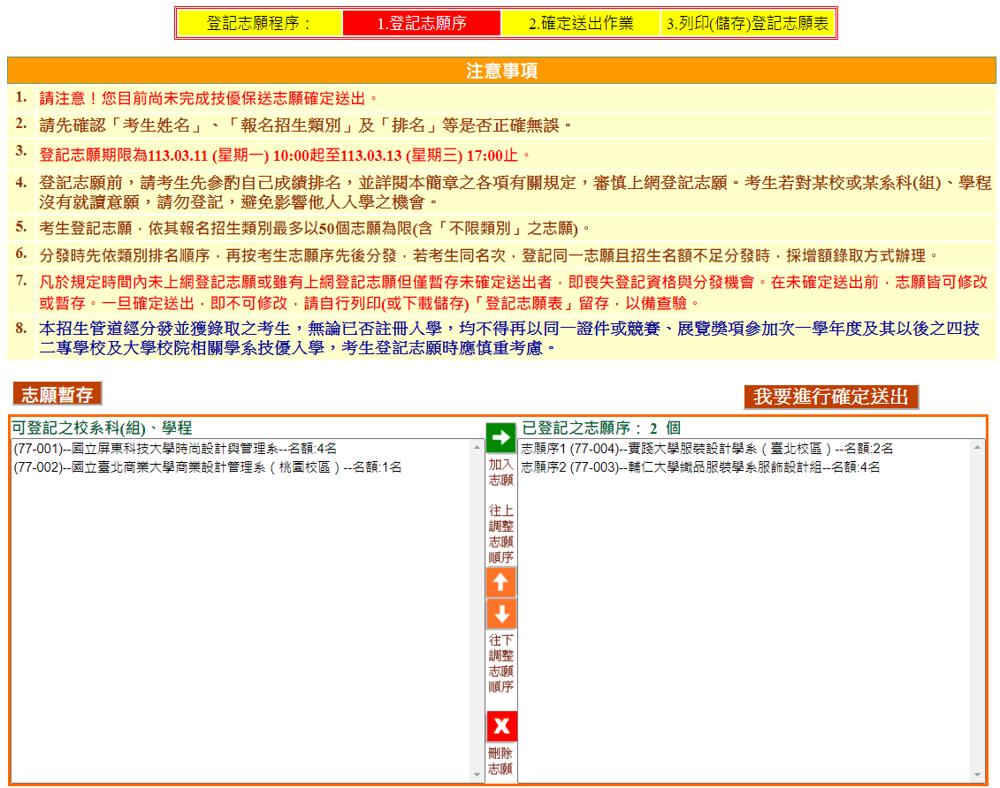 登記志願程序：
1.登記志願序
2.確定送出作業
3.列印(儲存)登記志願表
注意事項
1. 請注意！您目前尚未完成技優保送志願確定送出。
2. 請先確認「考生姓名」、「報名招生類別」及「排名」等是否正確無誤。
3. 登記志願期限為113.03.11 (星期一) 10:00起至113.03.13 (星期三) 17:00止。
4. 登記志願前，請考生先參酌自己成績排名，並詳閱本簡章之各項有關規定，審慎上網登記志願。考生若對某校或某系科(組)、學程
沒有就讀意願，請勿登記，避免影響他人入學之機會。
5. 考生登記志願，依其報名招生類別最多以50個志願為限(含「不限類別」之志願)。
6. 分發時先依類別排名順序，再按考生志願序先後分發，若考生同名次，登記同一志願且招生名額不足分發時，採增額錄取方式辦理。
7. 凡於規定時間內未上網登記志願或雖有上網登記志願但僅暫存未確定送出者，即喪失登記資格與分發機會。在未確定送出前，志願皆可修改
或暫存。一旦確定送出，即不可修改，請自行列印(或下載儲存)「登記志願表」留存，以備查驗。
8. 本招生管道經分發並獲錄取之考生，無論已否註冊入學，均不得再以同一證件或競賽、展覽獎項參加次一學年度及其以後之四技
二專學校及大學校院相關學系技優入學，考生登記志願時應慎重考慮。
志願暫存
我要進行確定送出
可登記之校系科(組)、學程
(77-001)--國立屏東科技大學時尚設計與管理系--名額:4名
(77-002)--國立臺北商業大學商業設計管理系（桃園校區）--名額:1名
加入
志願
往上
調整
志願
順序
往下
調整
志願
順序
X
刪除
志願
已登記之志願序： 2 個
志願序1 (77-004)--實踐大學服裝設計學系（臺北校區）--名額:2名
志願序2 (77-003)--輔仁大學織品服裝學系服飾設計組--名額:4名